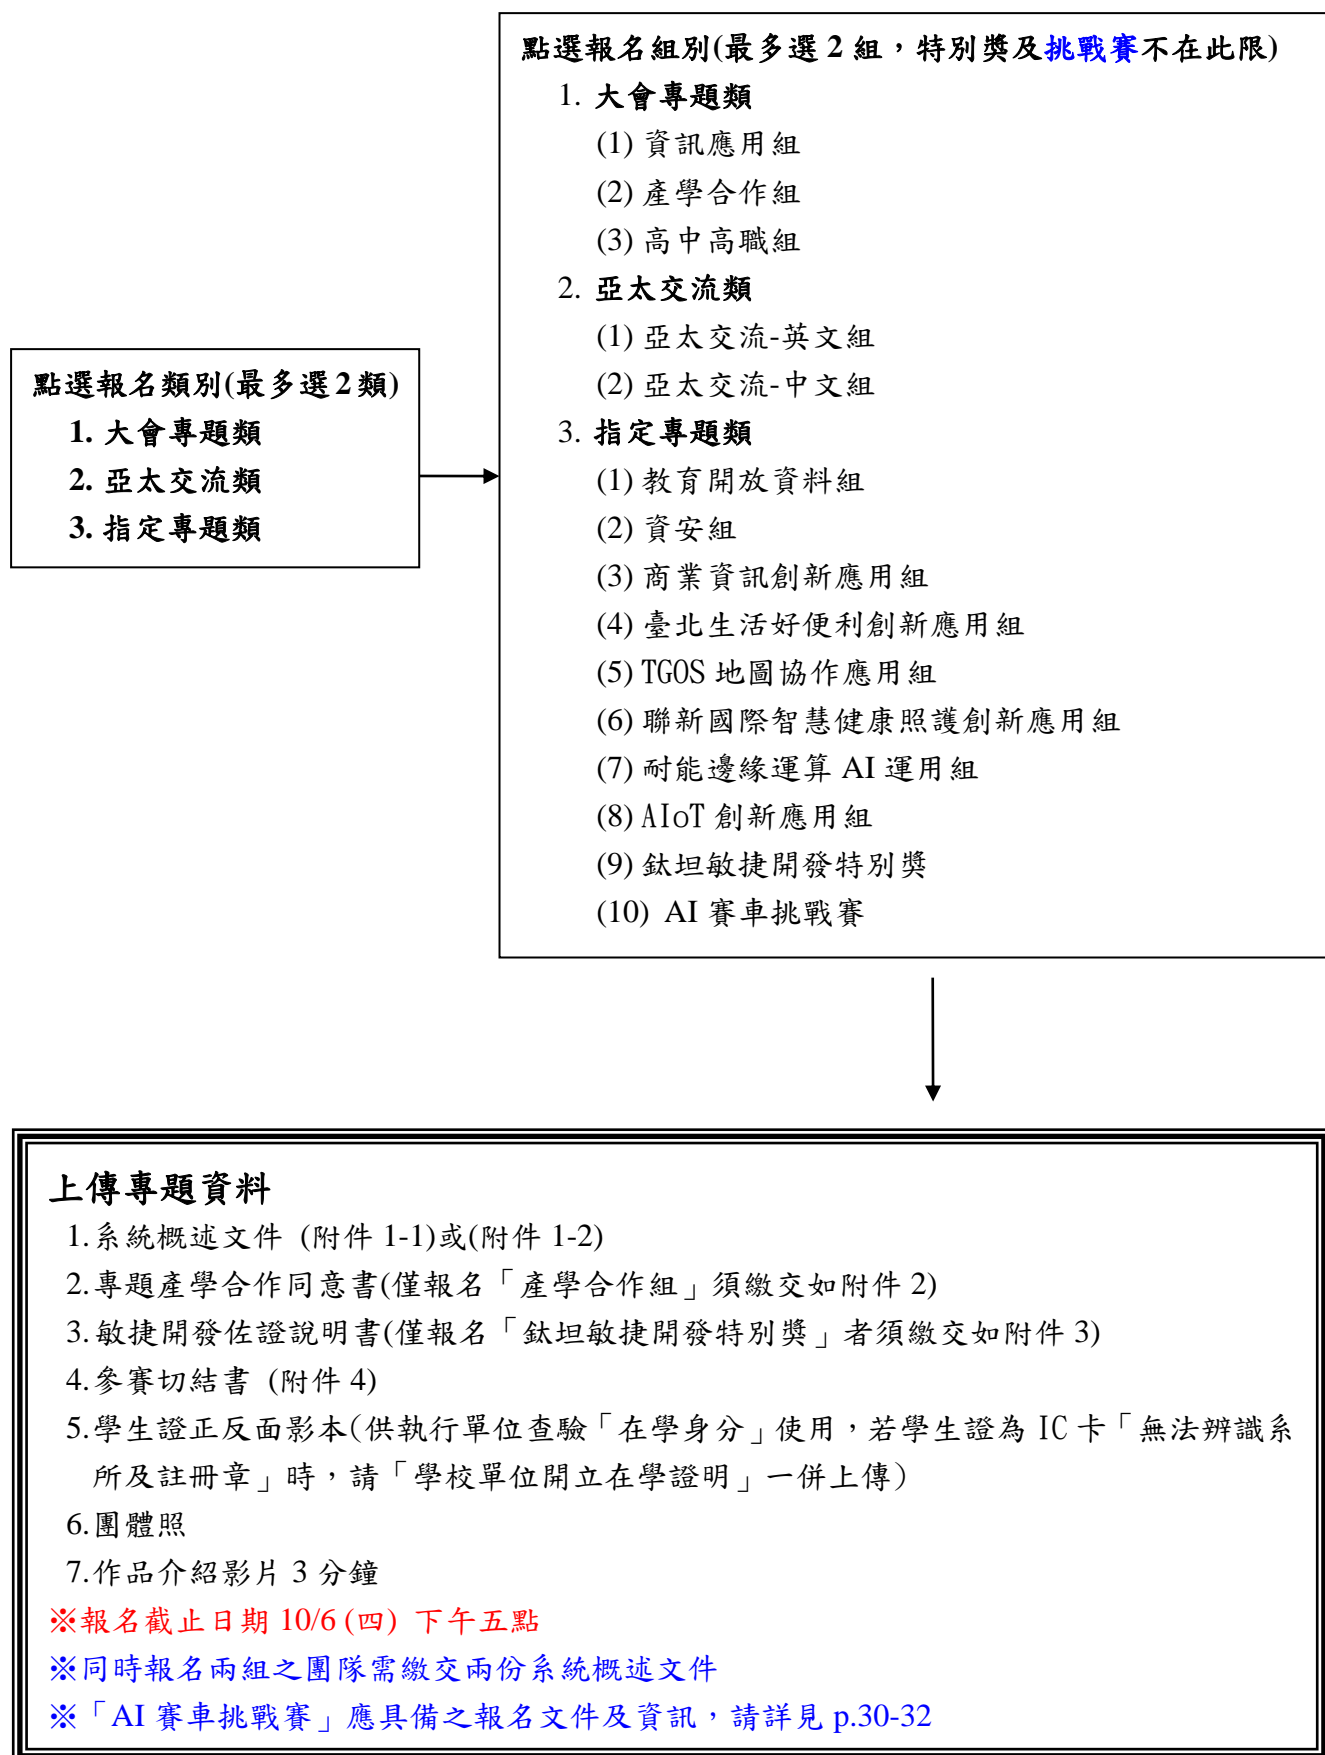 點選報名類別(最多選 2 類)
1. 大會專題類
2. 亞太交流類
3. 指定專題類
點選報名組別(最多選 2 組，特別獎及挑戰賽不在此限)
1. 大會專題類
(1) 資訊應用組
(2) 產學合作組
(3) 高中高職組
2. 亞太交流類
(1) 亞太交流-英文組
(2) 亞太交流-中文組
3. 指定專題類
(1) 教育開放資料組
(2) 資安組
(3) 商業資訊創新應用組
(4) 臺北生活好便利創新應用組
(5) TGOS 地圖協作應用組
(6) 聯新國際智慧健康照護創新應用組
(7) 耐能邊緣運算 AI 運用組
(8) AIoT 創新應用組
(9) 鈦坦敏捷開發特別獎
(10) AI 賽車挑戰賽
上傳專題資料
1.系統概述文件 (附件 1-1)或(附件 1-2)
2.專題產學合作同意書(僅報名「產學合作組」須繳交如附件 2)
3.敏捷開發佐證說明書(僅報名「鈦坦敏捷開發特別獎」者須繳交如附件 3)
4.參賽切結書 (附件 4)
5.學生證正反面影本(供執行單位查驗「在學身分」使用，若學生證為 IC 卡「無法辨識系
所及註冊章」時，請「學校單位開立在學證明」一併上傳)
6.團體照
7.作品介紹影片 3 分鐘
※報名截止日期 10/6 (四) 下午五點
※同時報名兩組之團隊需繳交兩份系統概述文件
※「AI 賽車挑戰賽」應具備之報名文件及資訊，請詳見 p.30-32